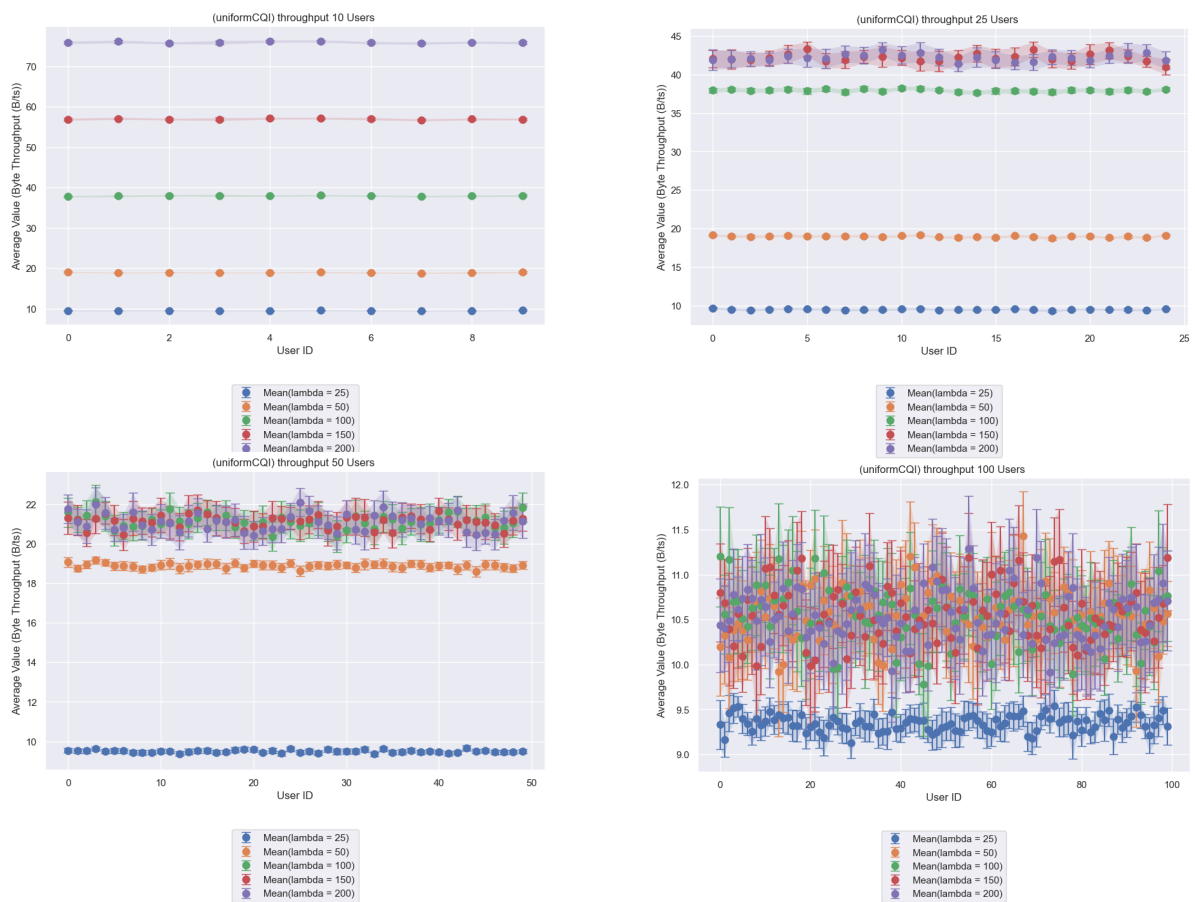 (uniformCQI) throughput 10 Users
Average Value (Byte Throughput (B/ts))
70
60
50
40
30
20
10
0
2
4
6
8
User ID
Mean(lambda = 25)
Mean(lambda = 50)
Mean(lambda = 100)
Mean(lambda = 150)
Mean(lambda = 200)
(uniformCQI) throughput 25 Users
Average Value (Byte Throughput (B/ts))
45
40
35
30
25
20
15
10
0
5
10
15
20
25
User ID
Mean(lambda = 25)
Mean(lambda = 50)
Mean(lambda = 100)
Mean(lambda = 150)
Mean(lambda = 200)
(uniformCQI) throughput 50 Users
Average Value (Byte Throughput (B/ts))
22
20
18
16
14
12
10
0
10
20
30
40
50
User ID
Mean(lambda = 25)
Mean(lambda = 50)
Mean(lambda = 100)
Mean(lambda = 150)
Mean(lambda = 200)
(uniformCQI) throughput 100 Users
Average Value (Byte Throughput (B/ts))
12.0
11.5
11.0
10.5
10.0
9.5
9.0
0
20
40
60
80
100
User ID
Mean(lambda = 25)
Mean(lambda = 50)
Mean(lambda = 100)
Mean(lambda = 150)
Mean(lambda = 200)